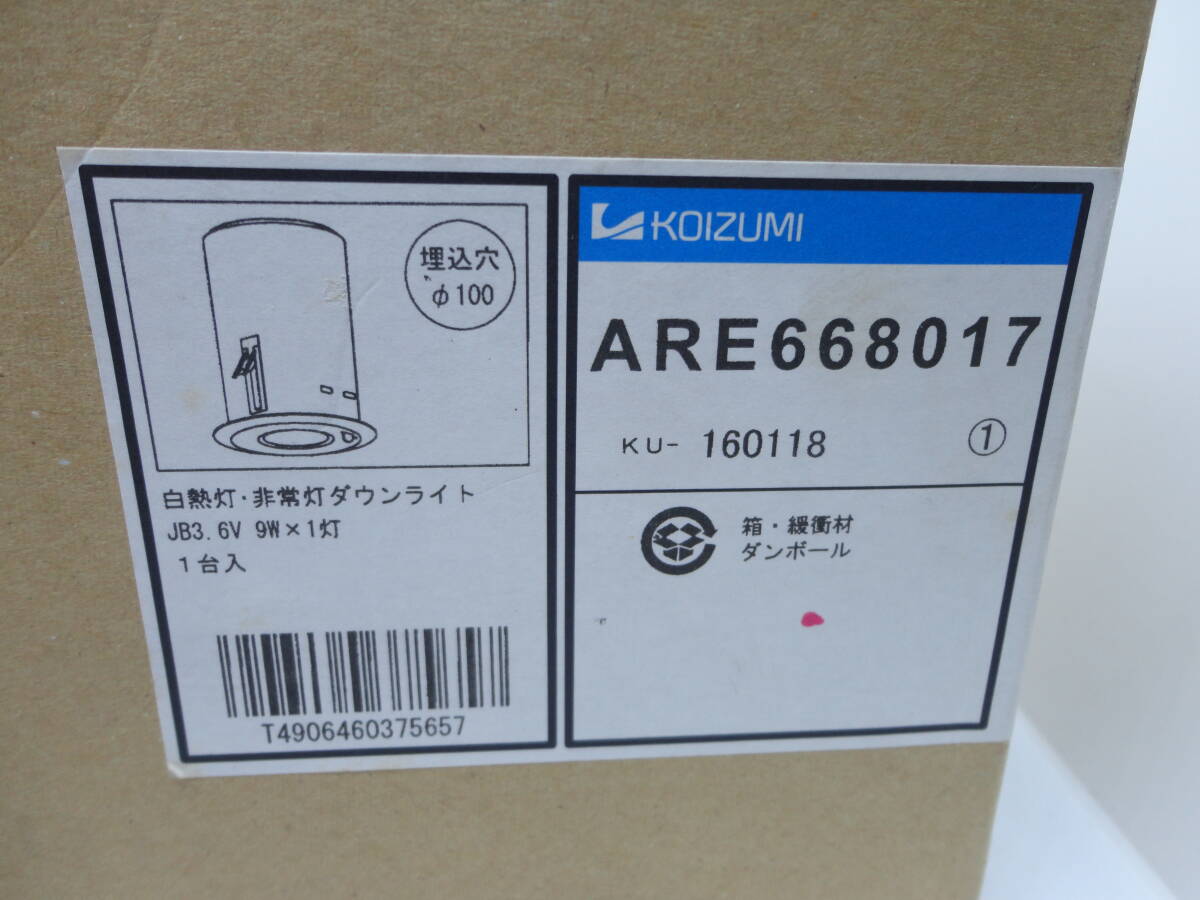 埋込穴
φ100
白熱灯・非常灯ダウンライト
JB3.6V 9W×1灯
1台入
T4906460375657
KOIZUMI
ARE668017
KU- 160118 ①
箱・緩衝材
ダンボール